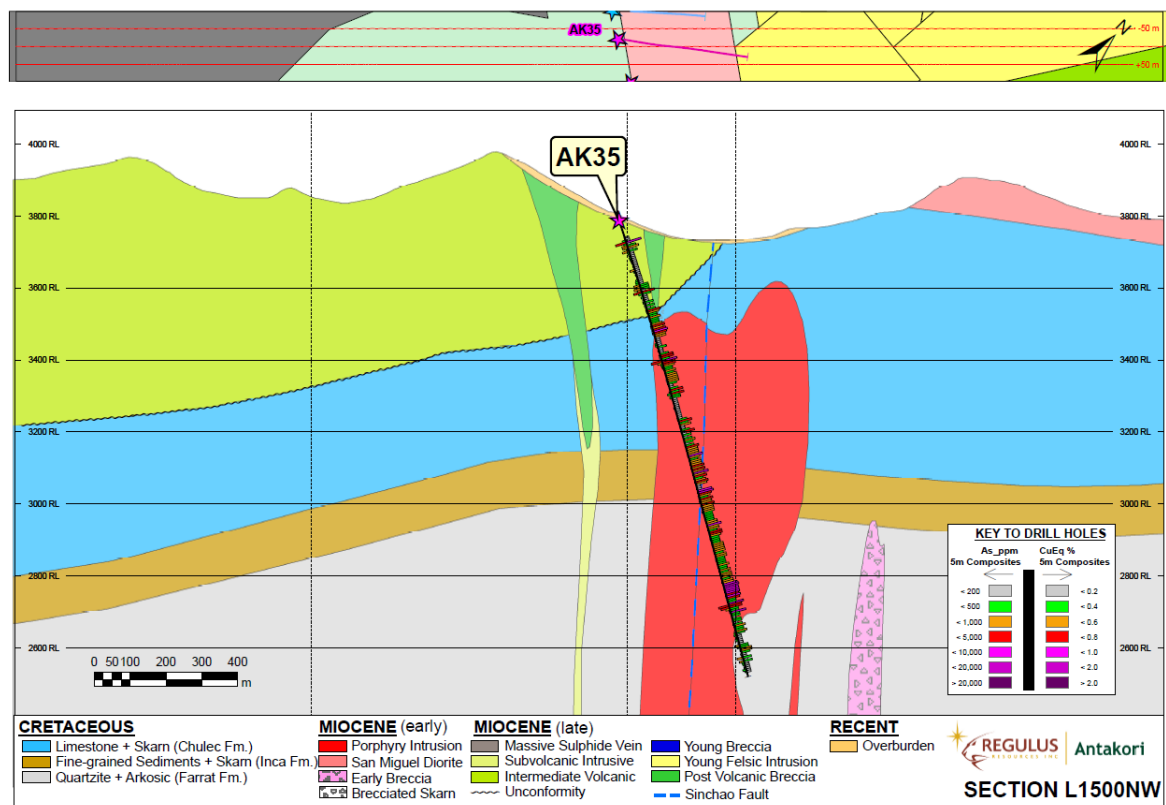 N
AK35
-50 m
+50 m
4000 RL
4000 RL
AK35
3800 RL
3800 RL
3600 RL
3600 RL
3400 RL
3400 RL
3200 RL
3200 RL
3000 RL
3000 RL
2800 RL
2800 RL
2600 RL
2600 RL
KEY TO DRILL HOLES
As_ppm CuEq %
5m Composites 5m Composites
< 200 < 0.2
< 500 < 0.4
< 1,000 < 0.6
< 5,000 < 0.8
< 10,000 < 1.0
< 20,000 < 2.0
> 20,000 > 2.0
0 50 100 200 300 400
m
CRETACEOUS
Limestone + Skarn (Chulec Fm.)
Fine-grained Sediments + Skarn (Inca Fm.)
Quartzite + Arkosic (Farrat Fm.)
MIOCENE (early)
Porphyry Intrusion
San Miguel Diorite
Early Breccia
Brecciated Skarn
MIOCENE (late)
Massive Sulphide Vein
Subvolcanic Intrusive
Intermediate Volcanic
Unconformity
Young Breccia
Young Felsic Intrusion
Post Volcanic Breccia
Sinchao Fault
RECENT
Overburden
REGULUS
RESOURCES INC
Antakori
SECTION L1500NW